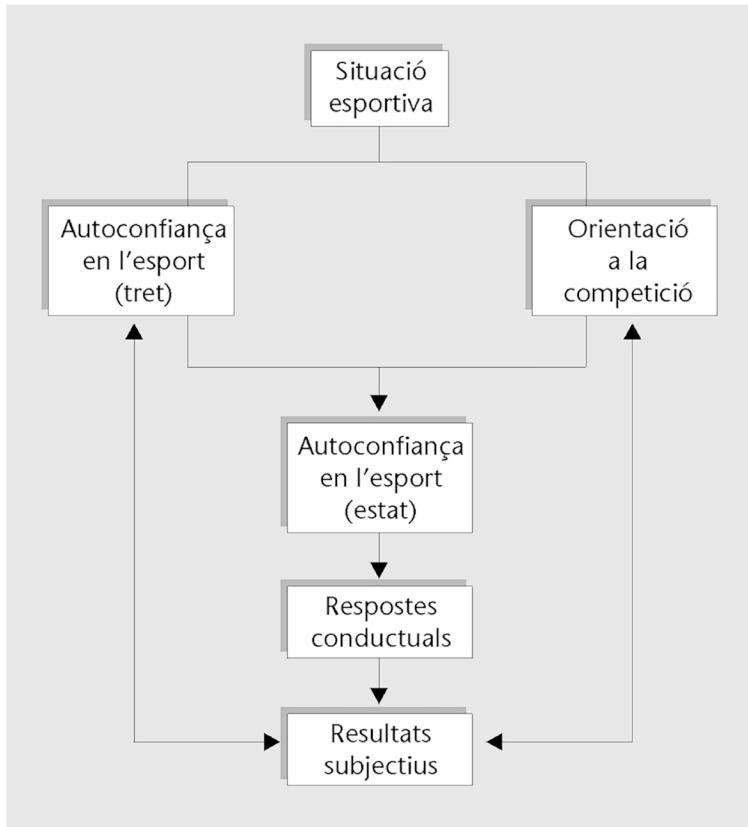 Situació
esportiva
Autoconfiança
en l'esport
(tret)
Orientació
a la
competició
Autoconfiança
en l'esport
(estat)
Respostes
conductuals
Resultats
subjectius